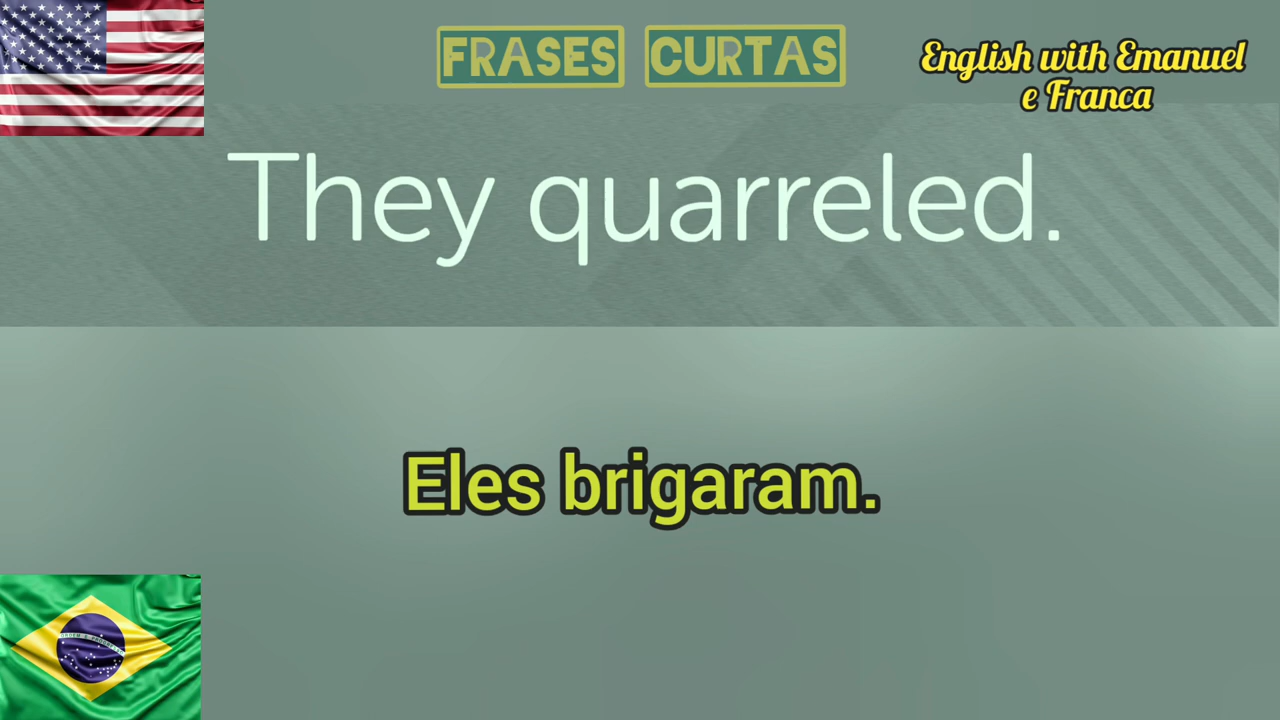 FRASES CURTAS
English with Emanuel
e Franca
They quarreled.
Eles brigaram.